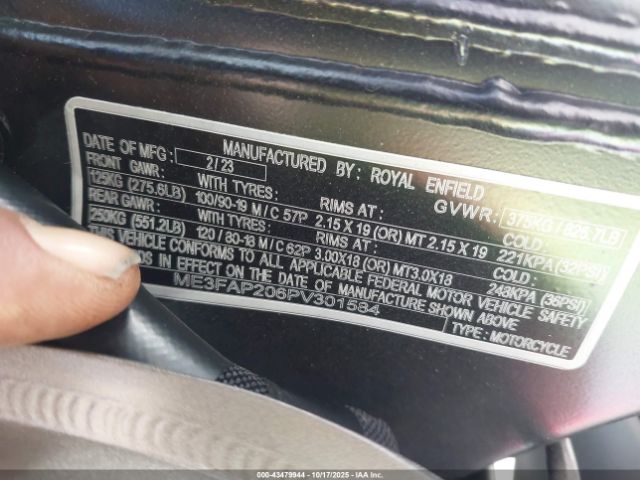 MANUFACTURED BY: ROYAL ENFIELD
DATE OF MFG: 2/23 GVWR: 375KG / 826.7LB
FRONT GAWR: WITH TYRES: RIMS AT: COLD:
125KG (275.6LB) 100/90-19 M/C 57P 2.15 X 19 (OR) MT 2.15 X 19 221KPA (32PSI)
REAR GAWR: WITH TYRES: RIMS AT: COLD:
250KG (551.2LB) 120/80-18 M/C 62P 3.00X18 (OR) MT3.0X18 248KPA (36PSI)
THIS VEHICLE CONFORMS TO ALL APPLICABLE FEDERAL MOTOR VEHICLE SAFETY
IN EFFECT ON THE DATE OF MANUFACTURE SHOWN ABOVE
ME3FAP206PV301584 TYPE: MOTORCYCLE
© 000-43479944 - 10/17/2025 - IAA, LLC.